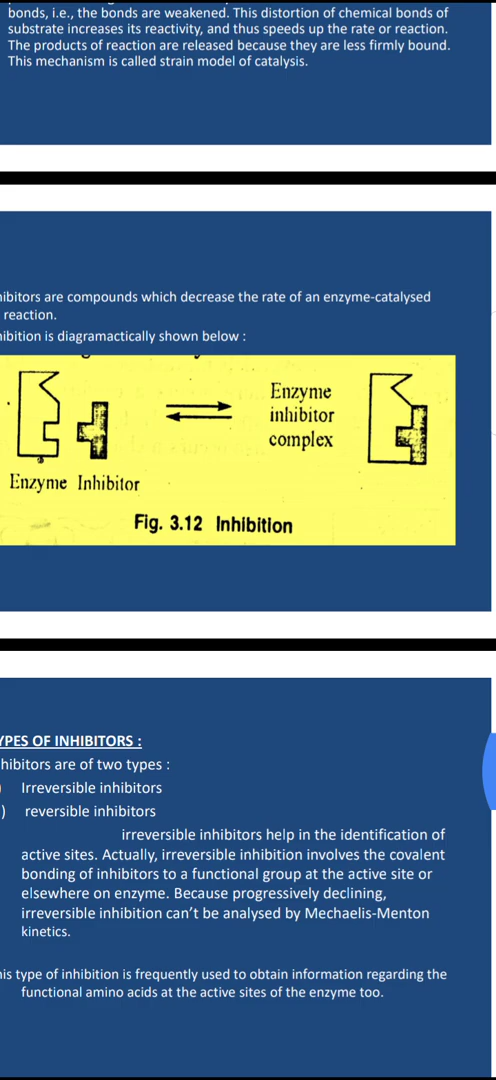 bonds, i.e., the bonds are weakened. This distortion of chemical bonds of
substrate increases its reactivity, and thus speeds up the rate or reaction.
The products of reaction are released because they are less firmly bound.
This mechanism is called strain model of catalysis.
hibitors are compounds which decrease the rate of an enzyme-catalysed
reaction.
hibition is diagramactically shown below :
Enzyme
inhibitor
complex
Enzyme Inhibitor
Fig. 3.12 Inhibition
YPES OF INHIBITORS :
hibitors are of two types :
) Irreversible inhibitors
) reversible inhibitors
irreversible inhibitors help in the identification of
active sites. Actually, irreversible inhibition involves the covalent
bonding of inhibitors to a functional group at the active site or
elsewhere on enzyme. Because progressively declining,
irreversible inhibition can't be analysed by Mechaelis-Menton
kinetics.
his type of inhibition is frequently used to obtain information regarding the
functional amino acids at the active sites of the enzyme too.